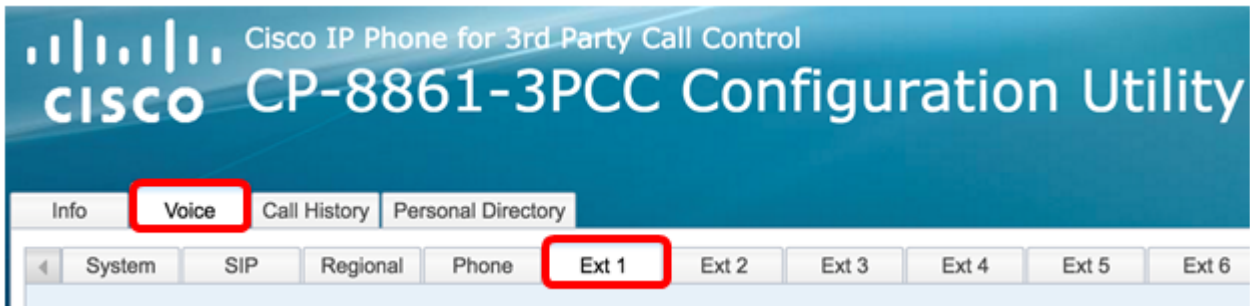 Cisco IP Phone for 3rd Party Call Control
CISCO CP-8861-3PCC Configuration Utility
Info Voice Call History Personal Directory
System SIP Regional Phone Ext 1 Ext 2 Ext 3 Ext 4 Ext 5 Ext 6